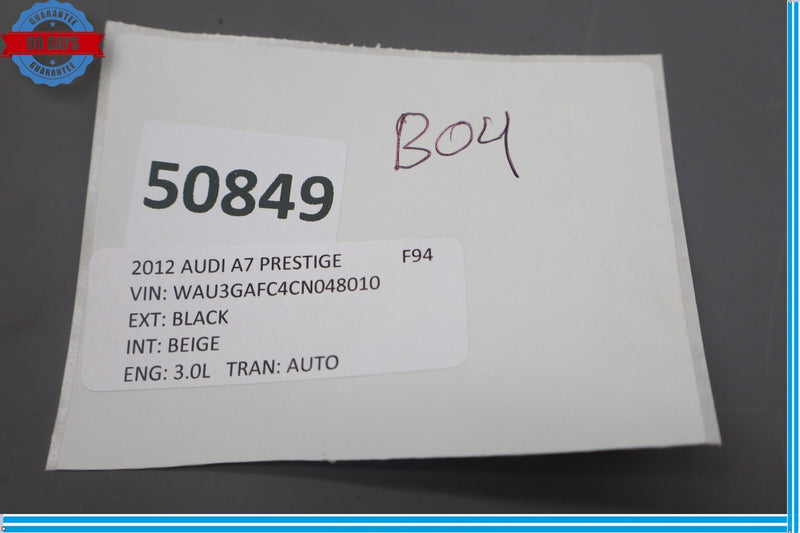 GUARANTEE
90 DAYS
GUARANTEE
B04
50849
2012 AUDI A7 PRESTIGE F94
VIN: WAU3GAFC4CN048010
EXT: BLACK
INT: BEIGE
ENG: 3.0L TRAN: AUTO